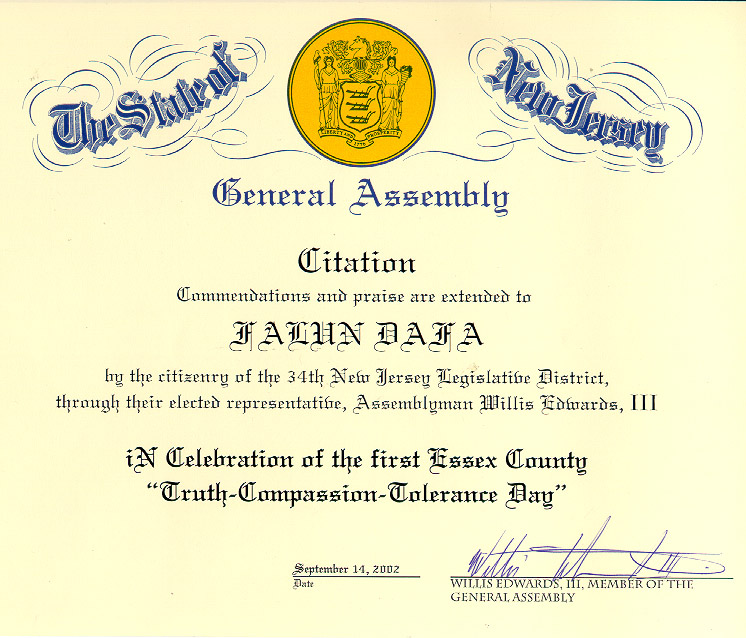 The State of
New Jersey
LIBERTY AND PROSPERITY
1776
General Assembly
Citation
Commendations and praise are extended to
FALUN DAFA
by the citizenry of the 34th New Jersey Legislative District,
through their elected representative, Assemblyman Willis Edwards, III
iN Celebration of the first Essex County
“Truth-Compassion-Tolerance Day”
September 14, 2002
Date
WILLIS EDWARDS, III, MEMBER OF THE
GENERAL ASSEMBLY